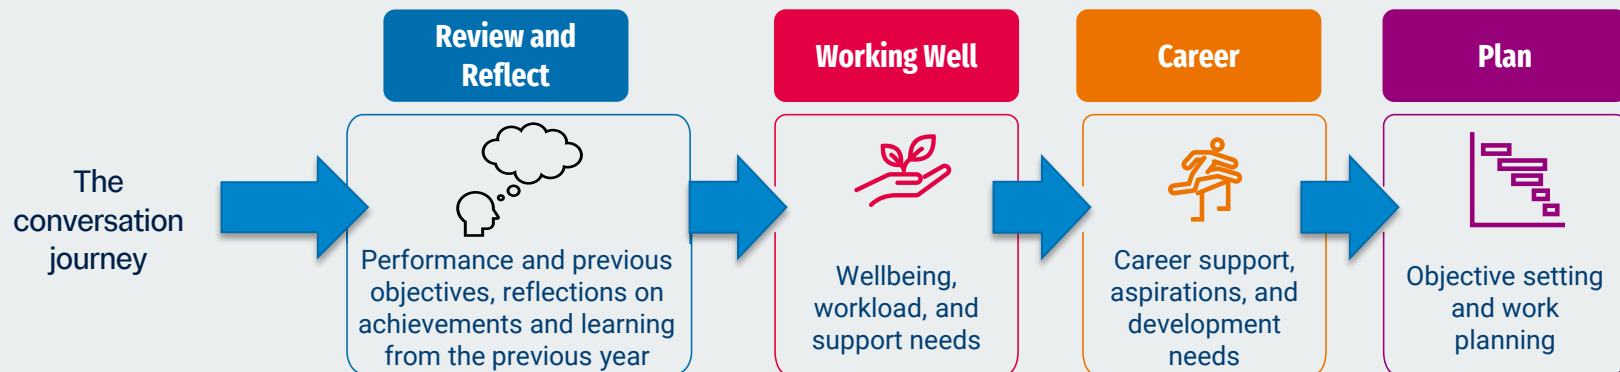 The
conversation
journey
Review and
Reflect
Performance and previous
objectives, reflections on
achievements and learning
from the previous year
Working Well
Wellbeing,
workload, and
support needs
Career
Career support,
aspirations, and
development
needs
Plan
Objective setting
and work
planning